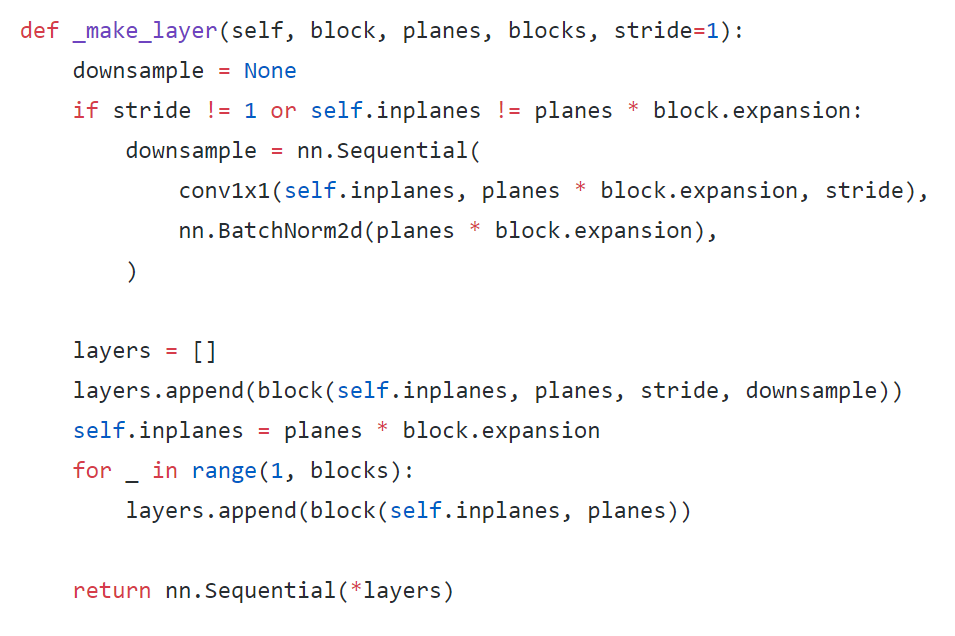 def _make_layer(self, block, planes, blocks, stride=1):
    downsample = None
    if stride != 1 or self.inplanes != planes * block.expansion:
        downsample = nn.Sequential(
            conv1x1(self.inplanes, planes * block.expansion, stride),
            nn.BatchNorm2d(planes * block.expansion),
        )

    layers = []
    layers.append(block(self.inplanes, planes, stride, downsample))
    self.inplanes = planes * block.expansion
    for _ in range(1, blocks):
        layers.append(block(self.inplanes, planes))

    return nn.Sequential(*layers)